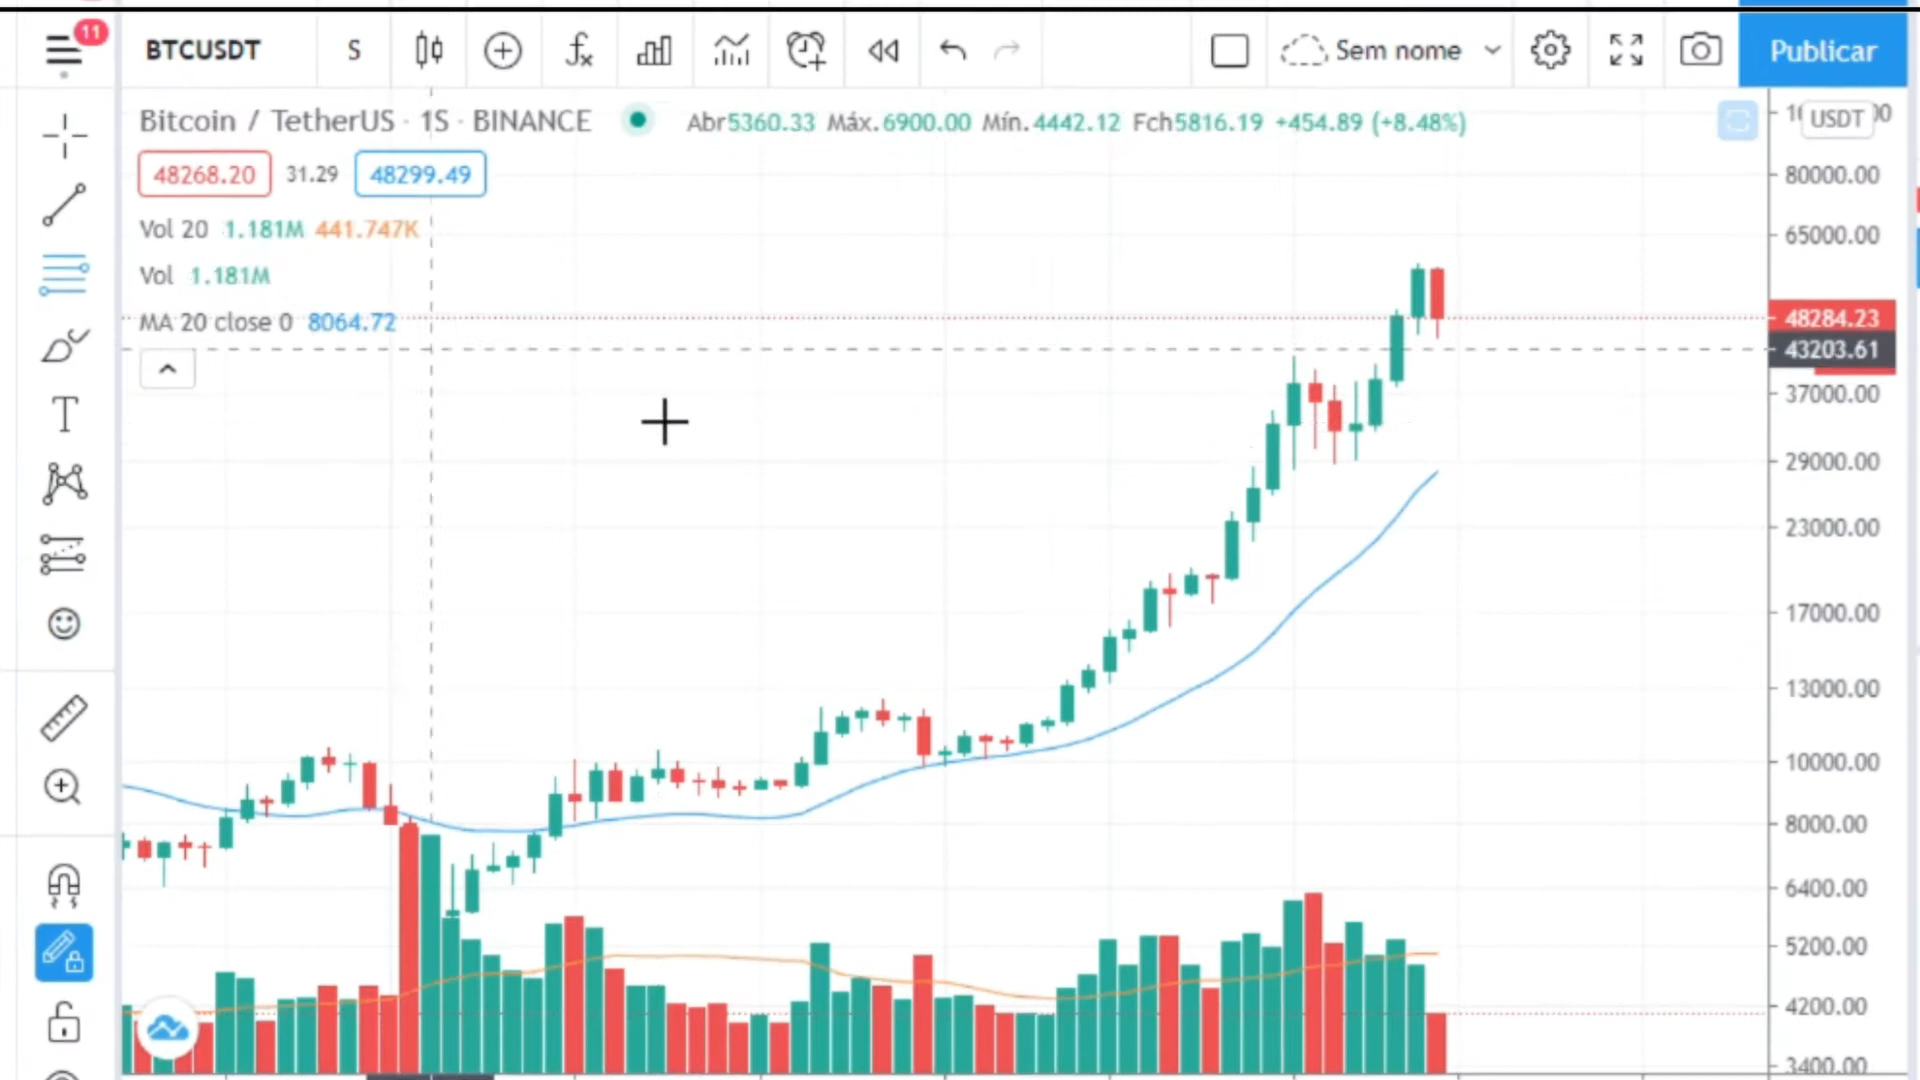 11
BTCUSDT S Sem nome Publicar
Bitcoin / TetherUS · 1S · BINANCE Abr5360.33 Máx.6900.00 Mín.4442.12 Fch5816.19 +454.89 (+8.48%)
USDT
48268.20 31.29 48299.49
Vol 20 1.181M 441.747K
Vol 1.181M
MA 20 close 0 8064.72
80000.00
65000.00
48284.23
43203.61
37000.00
29000.00
23000.00
17000.00
13000.00
10000.00
8000.00
6400.00
5200.00
4200.00
3400.00